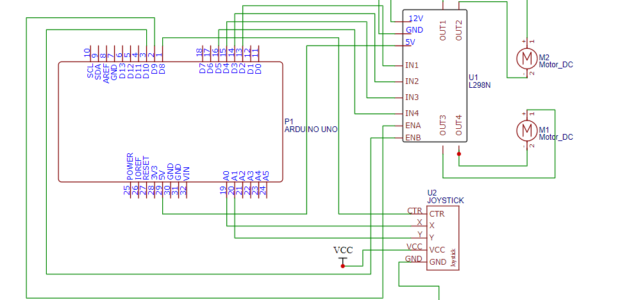 10 9 8 7 6 5 4 3 2 1
SCL SDA AREF GND D13 D12 D11 D10 D9 D8
18 17 16 15 14 13 12 11
D7 D6 D5 D4 D3 D2 D1 D0
P1
ARDUINO UNO
POWER IOREF RESET 3V3 5V GND GND VIN
25 26 27 28 29 30 31 32
A0 A1 A2 A3 A4 A5
19 20 21 22 23 24
12V
GND
5V
IN1
IN2
IN3
IN4
ENA
ENB
OUT1
OUT2
OUT3
OUT4
U1
L298N
M
1
2
M2
Motor_DC
M
1
2
M1
Motor_DC
U2
JOYSTICK
CTR CTR
X X
Y Y
VCC VCC
GND GND
Joystick
VCC